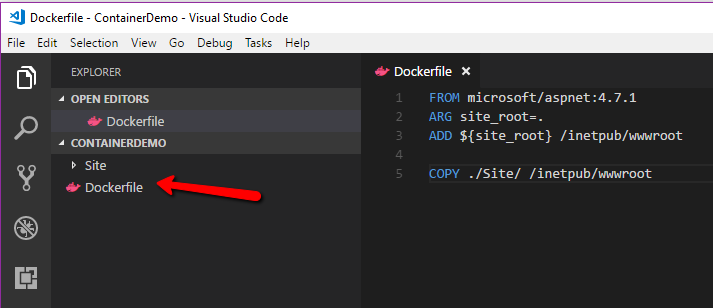 Dockerfile - ContainerDemo - Visual Studio Code
File Edit Selection View Go Debug Tasks Help
EXPLORER
OPEN EDITORS
Dockerfile
CONTAINERDEMO
Site
Dockerfile
Dockerfile
1 FROM microsoft/aspnet:4.7.1
2 ARG site_root=.
3 ADD ${site_root} /inetpub/wwwroot
4
5 COPY ./Site/ /inetpub/wwwroot